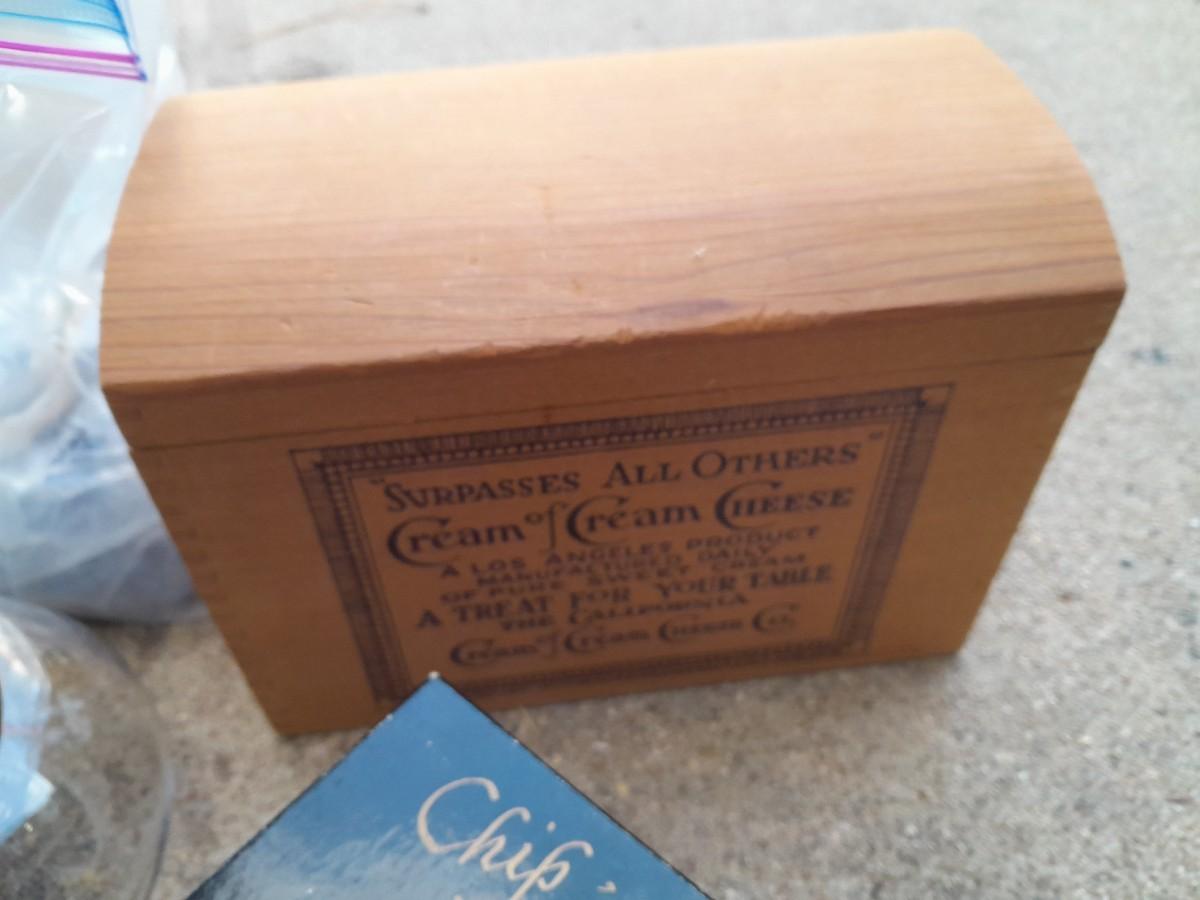 "SURPASSES ALL OTHERS"
Cream of Cream CHEESE
A LOS ANGELES PRODUCT
MANUFACTURED DAILY
OF PURE SWEET CREAM
A TREAT FOR YOUR TABLE
THE CALIFORNIA
Cream of Cream CHEESE Co.
Chip